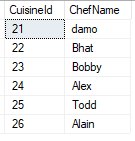 CuisineId ChefName
21 damo
22 Bhat
23 Bobby
24 Alex
25 Todd
26 Alain